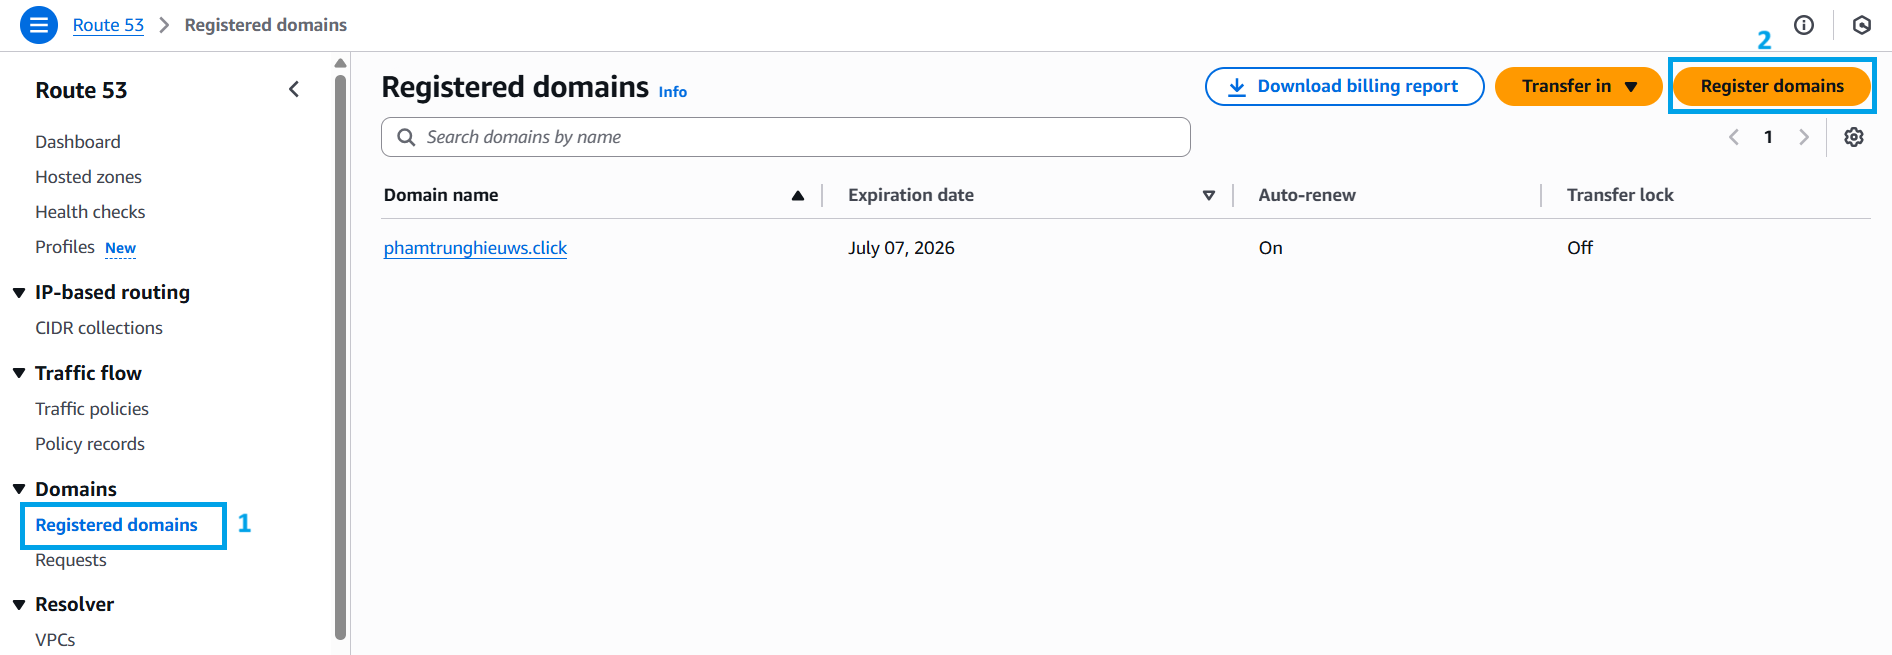 Route 53 > Registered domains
2
Route 53
Dashboard
Hosted zones
Health checks
Profiles New
IP-based routing
CIDR collections
Traffic flow
Traffic policies
Policy records
Domains
Registered domains 1
Requests
Resolver
VPCs
Registered domains Info
Download billing report Transfer in Register domains
Search domains by name
1
Domain name Expiration date Auto-renew Transfer lock
phamtrunghieuws.click July 07, 2026 On Off